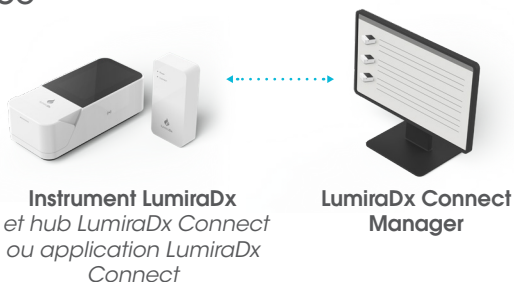 Instrument LumiraDx
et hub LumiraDx Connect
ou application LumiraDx
Connect
LumiraDx Connect
Manager